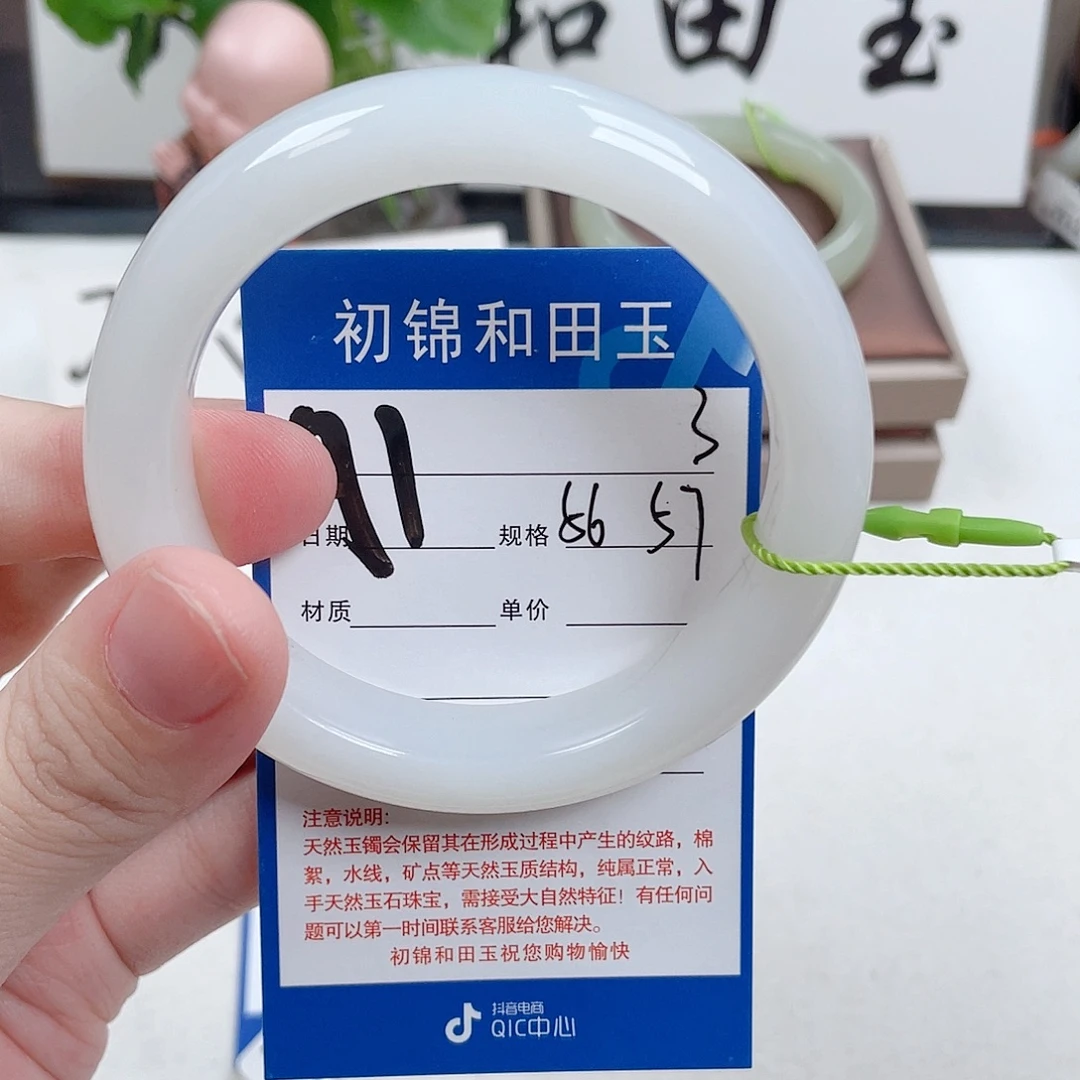 和田玉
初锦和田玉
3
71
日期 规格 56 57
材质 单价
注意说明:
天然玉镯会保留其在形成过程中产生的纹路，棉
絮，水线，矿点等天然玉质结构，纯属正常，入
手天然玉石珠宝，需接受大自然特征！有任何问
题可以第一时间联系客服给您解决。
初锦和田玉祝您购物愉快
抖音电商
QIC中心